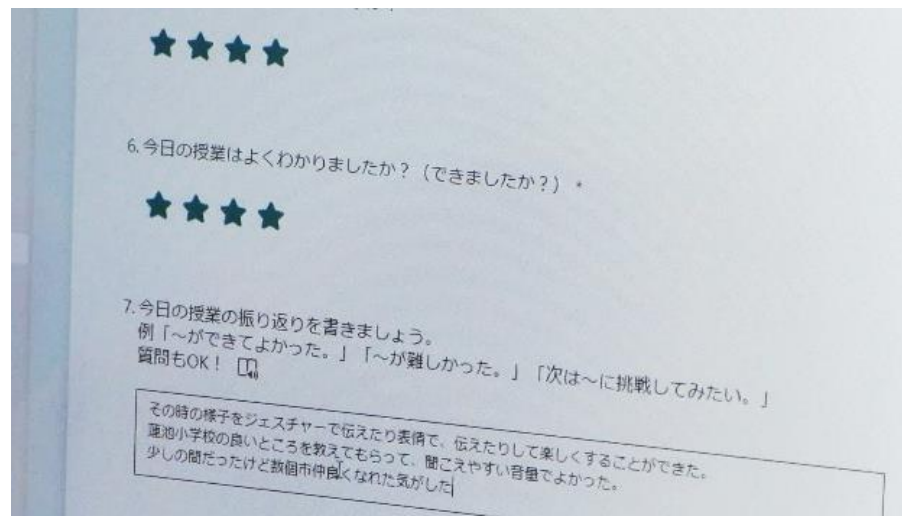 ★★★★
6. 今日の授業はよくわかりましたか？（できましたか？） *
★★★★
7. 今日の授業の振り返りを書きましょう。
例「～ができてよかった。」「～が難しかった。」「次は～に挑戦してみたい。」
質問もOK！
その時の様子をジェスチャーで伝えたり表情で、伝えたりして楽しくすることができた。
蓮池小学校の良いところを教えてもらって、聞こえやすい音量でよかった。
少しの間だったけど数個市仲良くなれた気がした